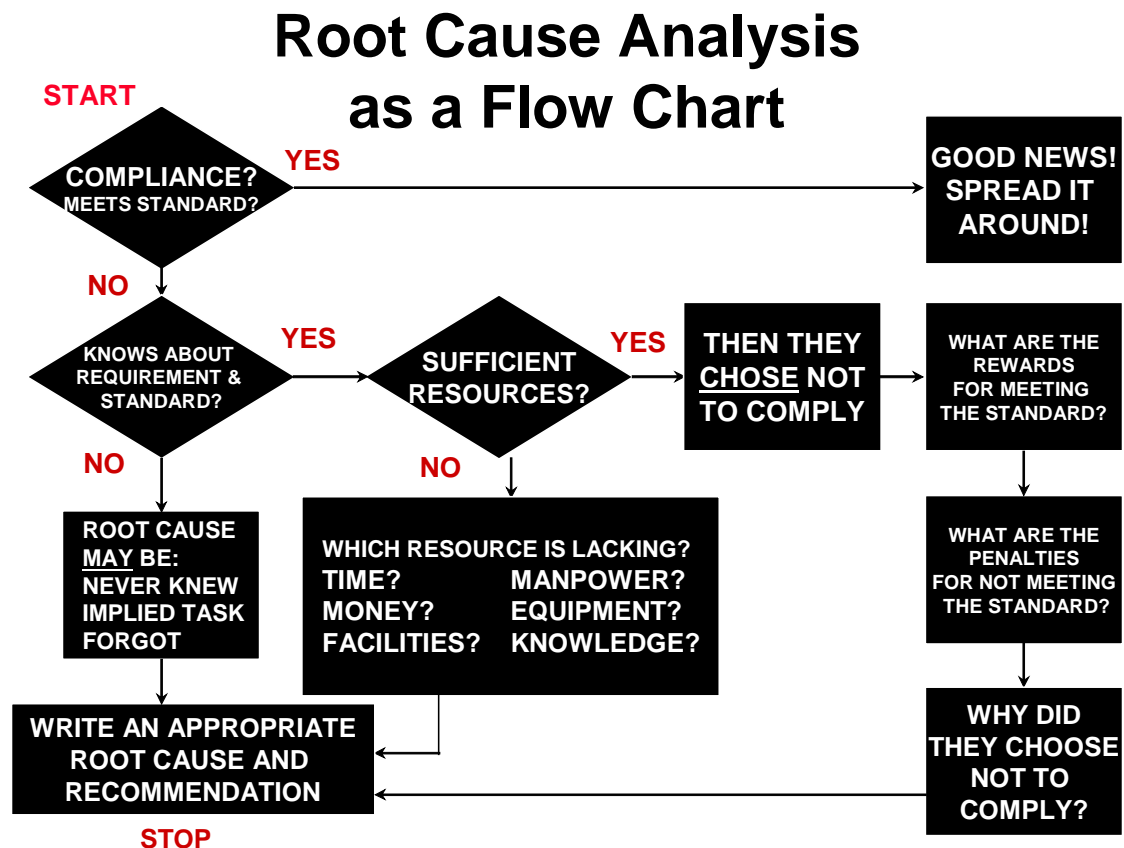 Root Cause Analysis
as a Flow Chart
START
COMPLIANCE?
MEETS STANDARD?
YES
GOOD NEWS!
SPREAD IT
AROUND!
NO
KNOWS ABOUT
REQUIREMENT &
STANDARD?
YES
SUFFICIENT
RESOURCES?
YES
THEN THEY
CHOSE NOT
TO COMPLY
WHAT ARE THE
REWARDS
FOR MEETING
THE STANDARD?
NO
ROOT CAUSE
MAY BE:
NEVER KNEW
IMPLIED TASK
FORGOT
NO
WHICH RESOURCE IS LACKING?
TIME? MANPOWER?
MONEY? EQUIPMENT?
FACILITIES? KNOWLEDGE?
WHAT ARE THE
PENALTIES
FOR NOT MEETING
THE STANDARD?
WRITE AN APPROPRIATE
ROOT CAUSE AND
RECOMMENDATION
WHY DID
THEY CHOOSE
NOT TO
COMPLY?
STOP